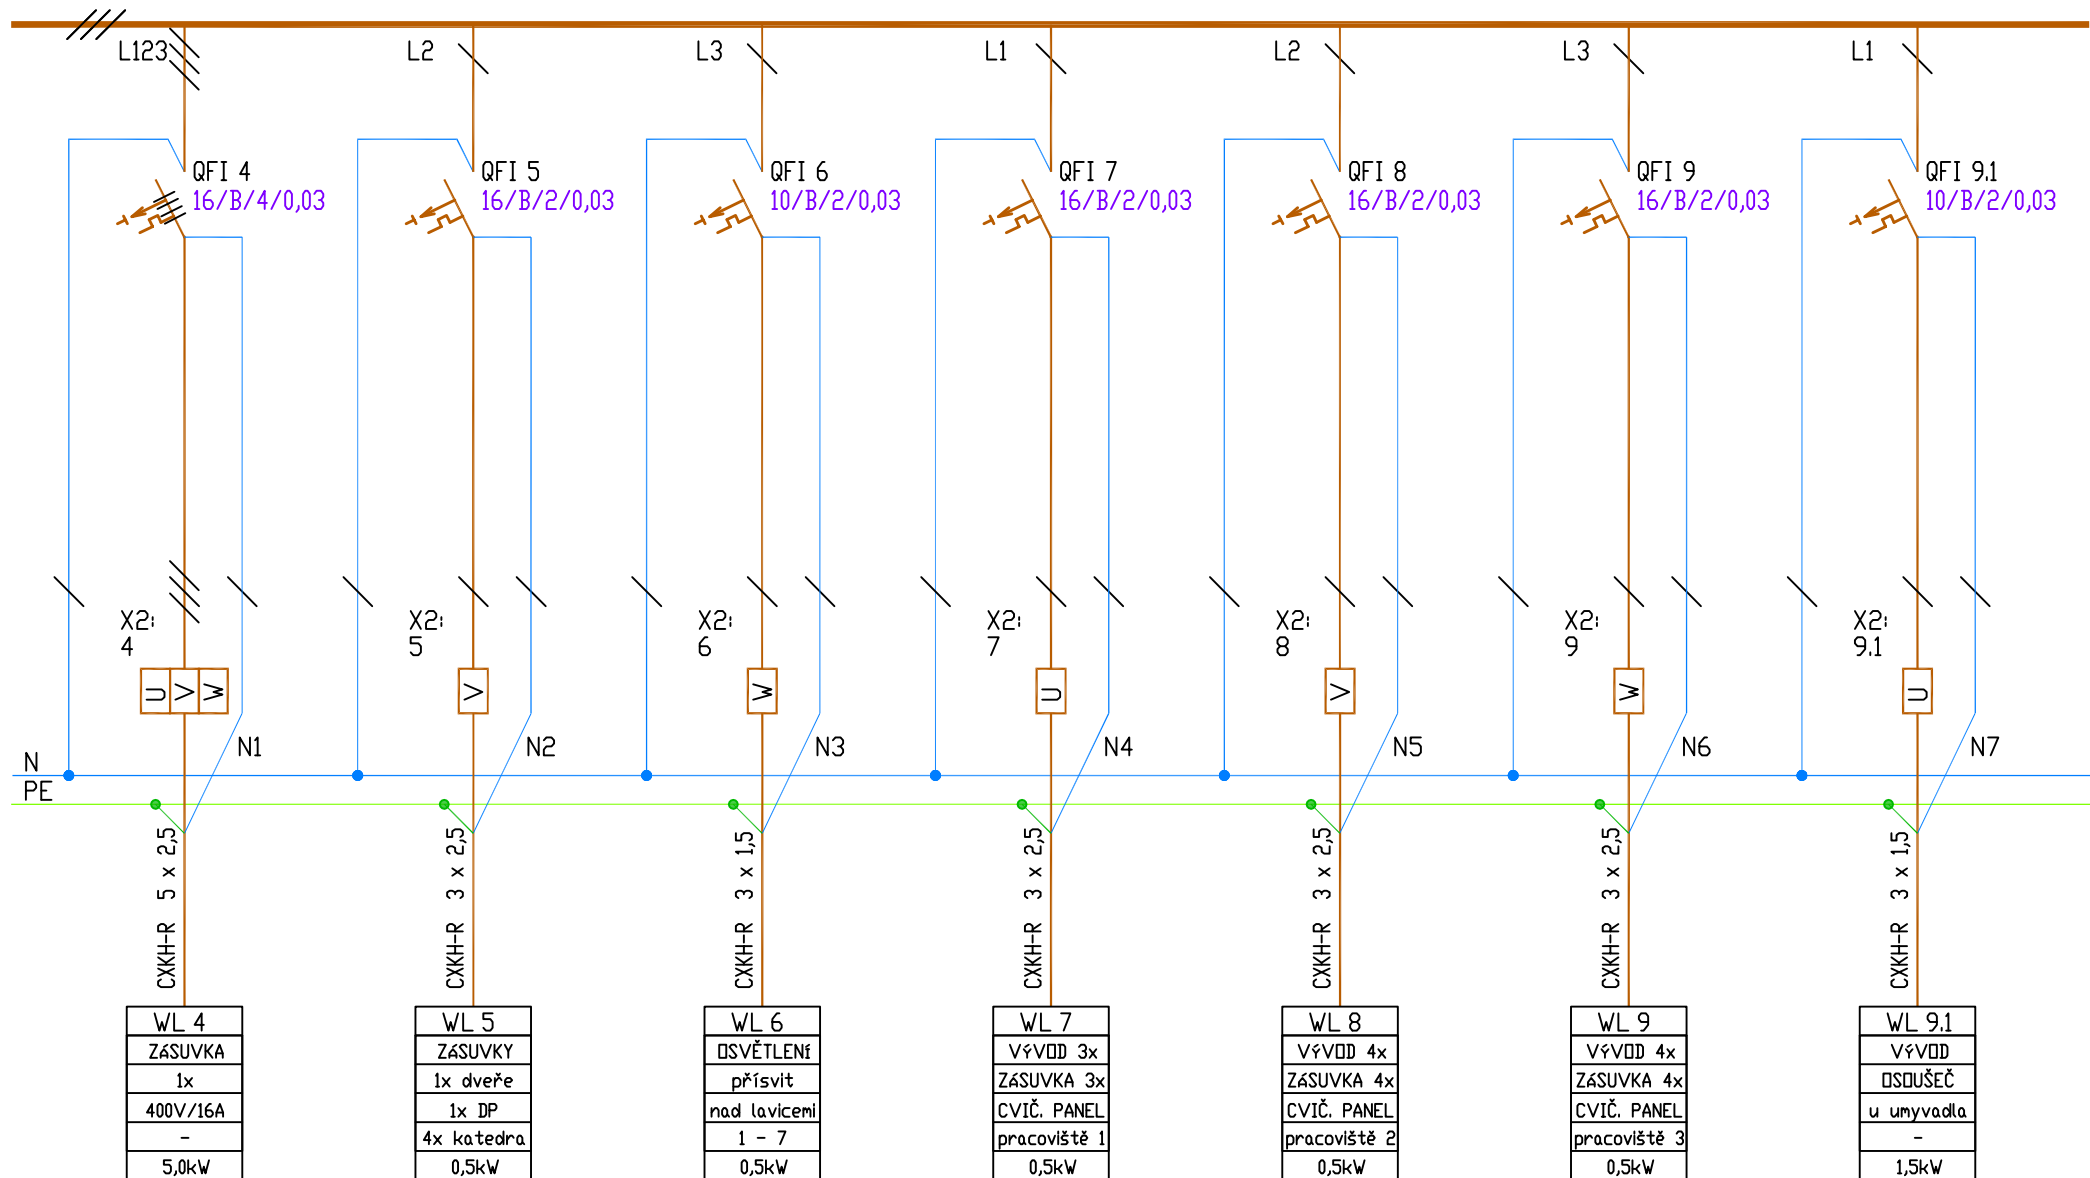 L123 L2 L3 L1 L2 L3 L1
QFI 4 QFI 5 QFI 6 QFI 7 QFI 8 QFI 9 QFI 9.1
16/B/4/0,03 16/B/2/0,03 10/B/2/0,03 16/B/2/0,03 16/B/2/0,03 16/B/2/0,03 10/B/2/0,03
X2: X2: X2: X2: X2: X2: X2:
4 5 6 7 8 9 9.1
U V W V W U V W U
N1 N2 N3 N4 N5 N6 N7
N
PE
CXKH-R 5 x 2,5
CXKH-R 3 x 2,5
CXKH-R 3 x 1,5
CXKH-R 3 x 2,5
CXKH-R 3 x 2,5
CXKH-R 3 x 2,5
CXKH-R 3 x 1,5
WL 4
ZÁSUVKA
1x
400V/16A
-
5,0kW
WL 5
ZÁSUVKY
1x dveře
1x DP
4x katedra
0,5kW
WL 6
OSVĚTLENÍ
přísvit
nad lavicemi
1 - 7
0,5kW
WL 7
VÝVOD 3x
ZÁSUVKA 3x
CVIČ. PANEL
pracoviště 1
0,5kW
WL 8
VÝVOD 4x
ZÁSUVKA 4x
CVIČ. PANEL
pracoviště 2
0,5kW
WL 9
VÝVOD 4x
ZÁSUVKA 4x
CVIČ. PANEL
pracoviště 3
0,5kW
WL 9.1
VÝVOD
OSOUŠEČ
u umyvadla
-
1,5kW